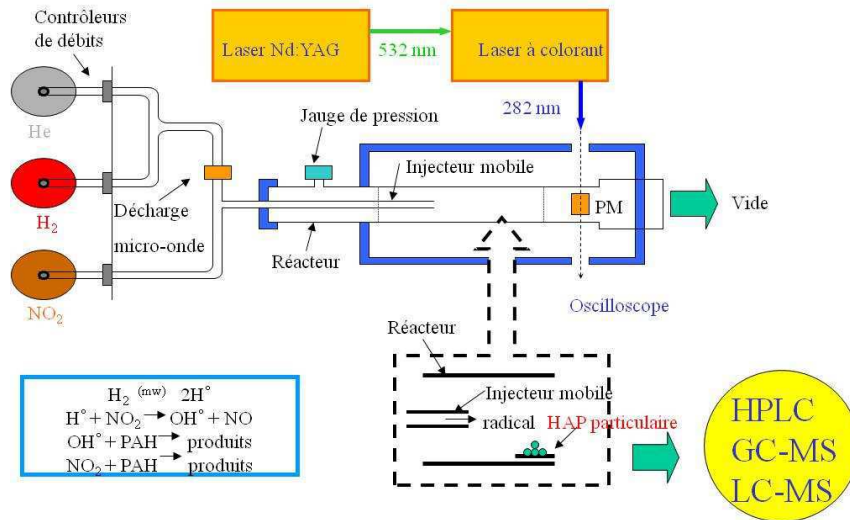 Contrôleurs
de débits
He
H2
NO2
Décharge
micro-onde
Laser Nd:YAG
532 nm
Laser à colorant
282 nm
Jauge de pression
Injecteur mobile
Réacteur
PM
Vide
Oscilloscope
H2 (mw) 2H°
H° + NO2 → OH° + NO
OH° + PAH → produits
NO2 + PAH → produits
Réacteur
Injecteur mobile
radical
HAP particulaire
HPLC
GC-MS
LC-MS